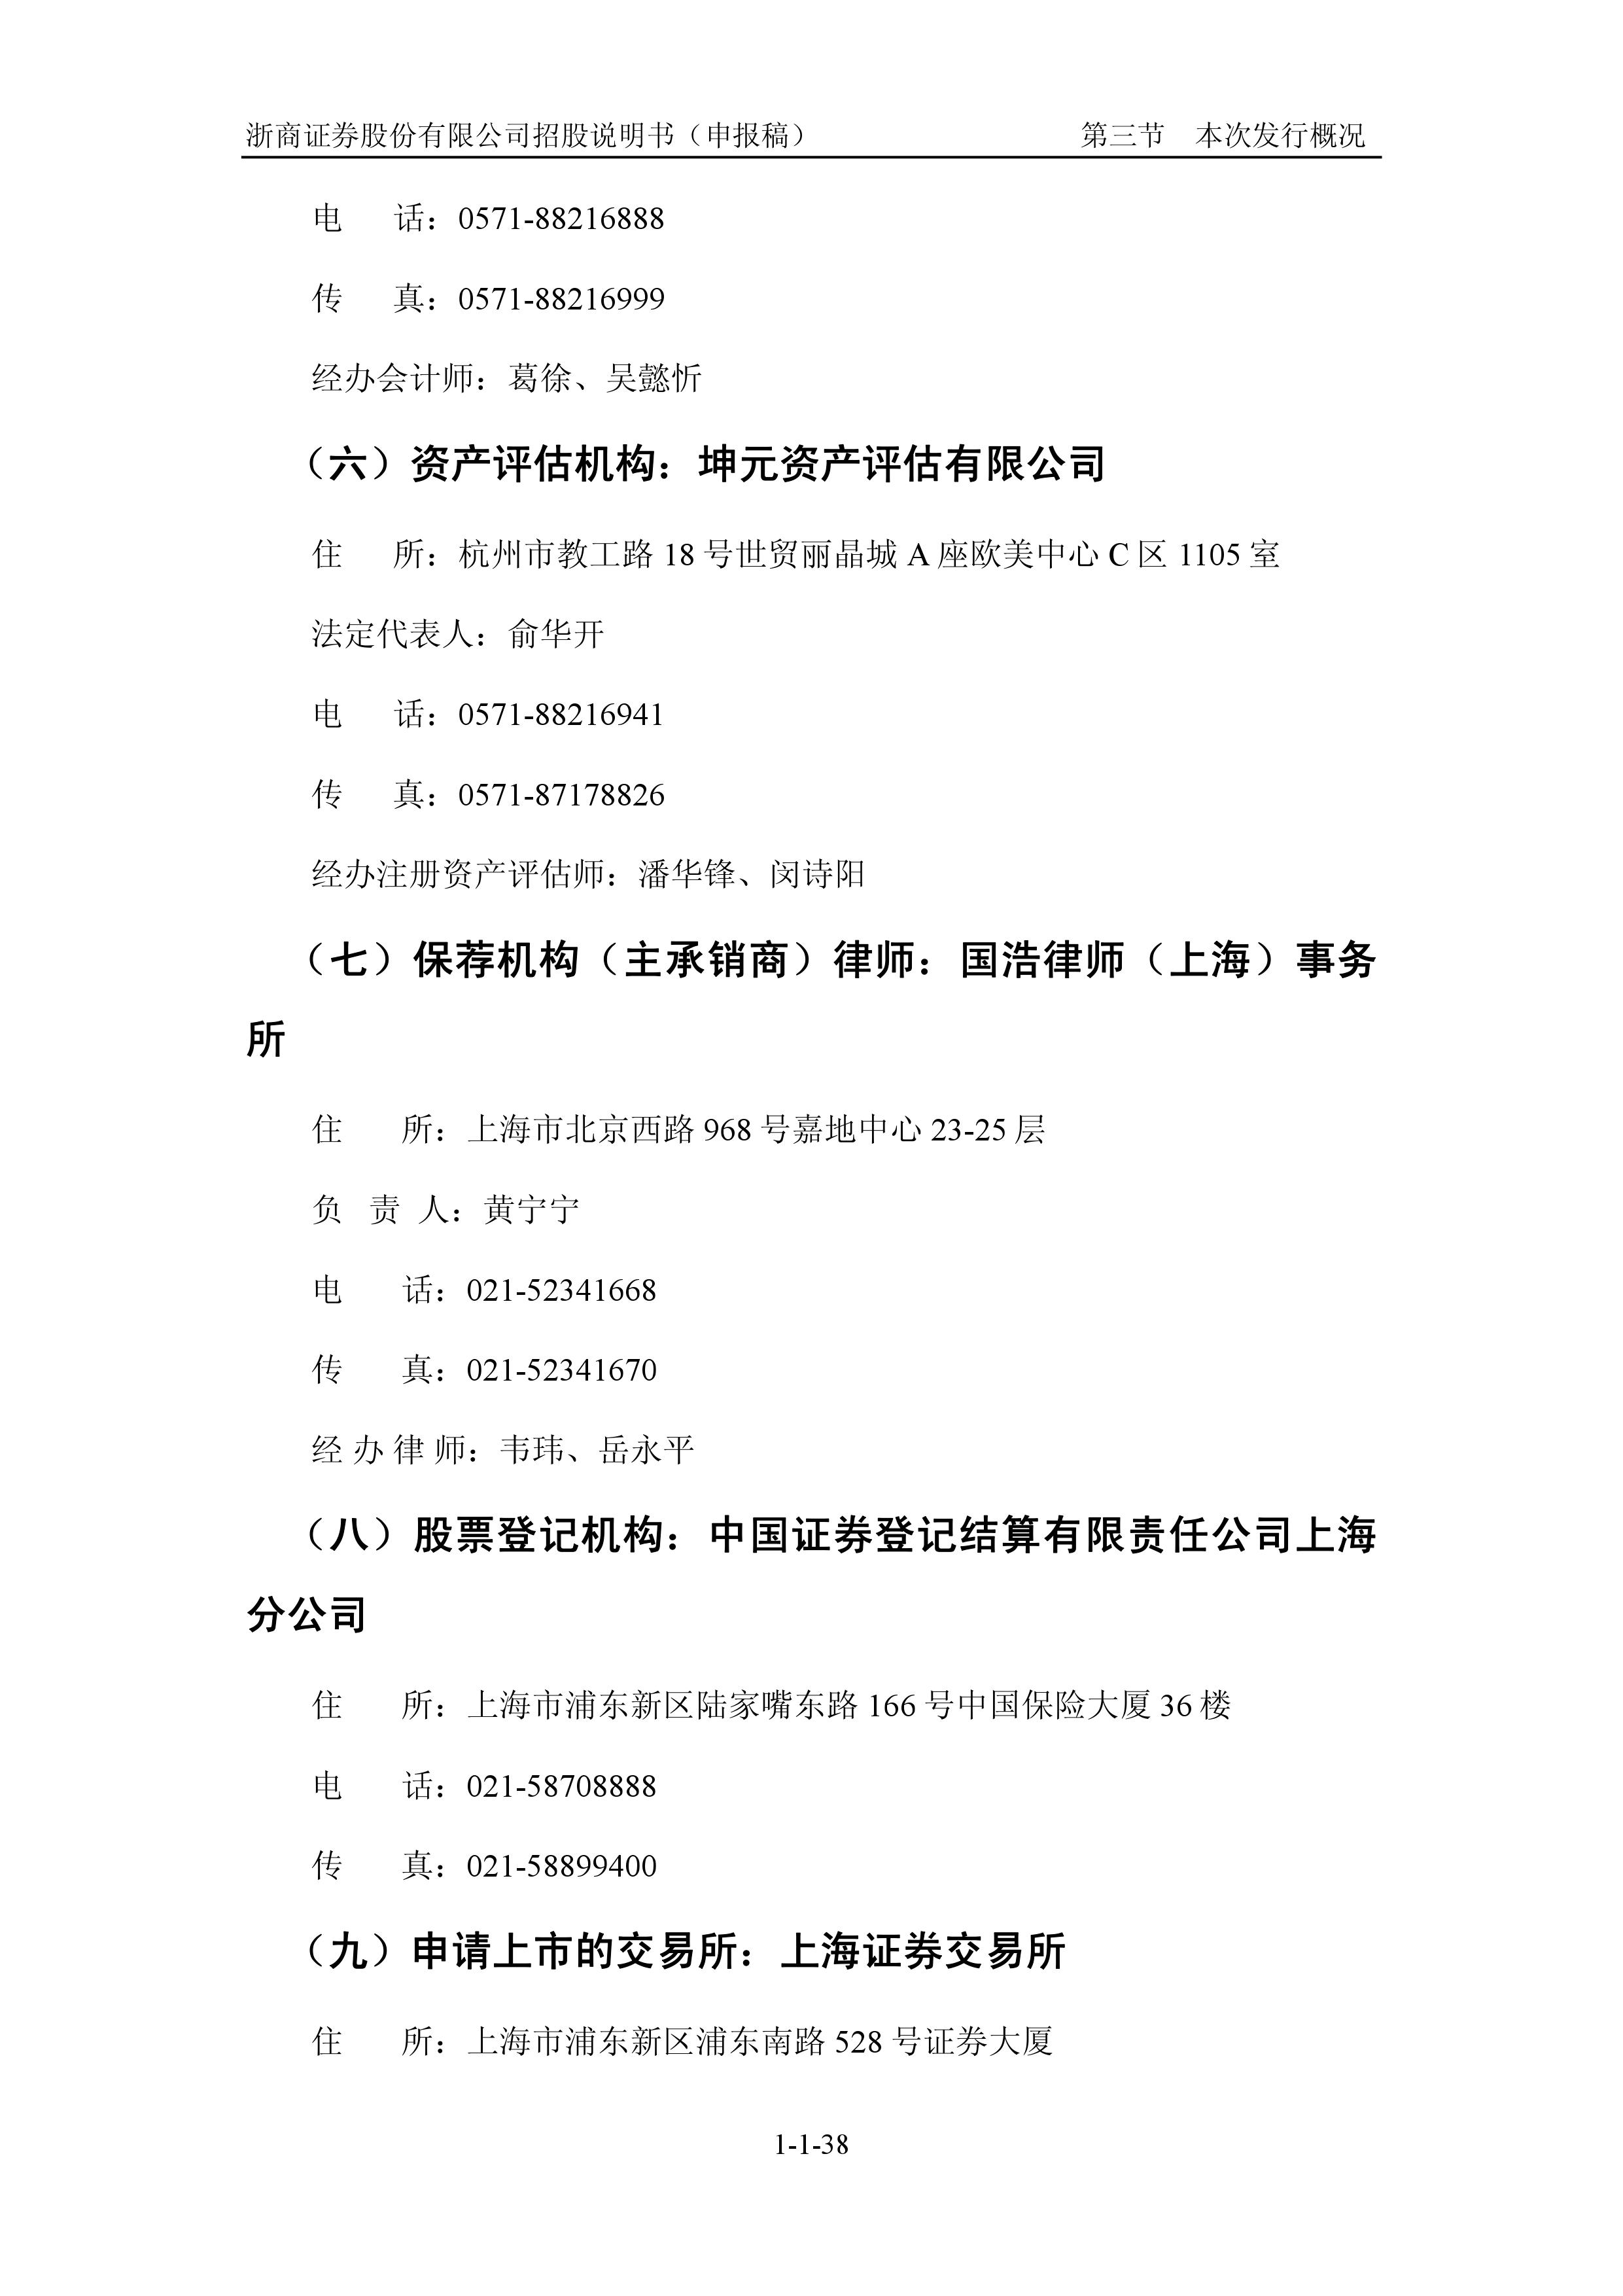 浙商证券股份有限公司招股说明书（申报稿） 第三节 本次发行概况
电 话：0571-88216888
传 真：0571-88216999
经办会计师：葛徐、吴懿忻
（六）资产评估机构：坤元资产评估有限公司
住 所：杭州市教工路 18 号世贸丽晶城 A 座欧美中心 C 区 1105 室
法定代表人：俞华开
电 话：0571-88216941
传 真：0571-87178826
经办注册资产评估师：潘华锋、闵诗阳
（七）保荐机构（主承销商）律师：国浩律师（上海）事务
所
住 所：上海市北京西路 968 号嘉地中心 23-25 层
负 责 人：黄宁宁
电 话：021-52341668
传 真：021-52341670
经 办 律 师：韦玮、岳永平
（八）股票登记机构：中国证券登记结算有限责任公司上海
分公司
住 所：上海市浦东新区陆家嘴东路 166 号中国保险大厦 36 楼
电 话：021-58708888
传 真：021-58899400
（九）申请上市的交易所：上海证券交易所
住 所：上海市浦东新区浦东南路 528 号证券大厦
1-1-38